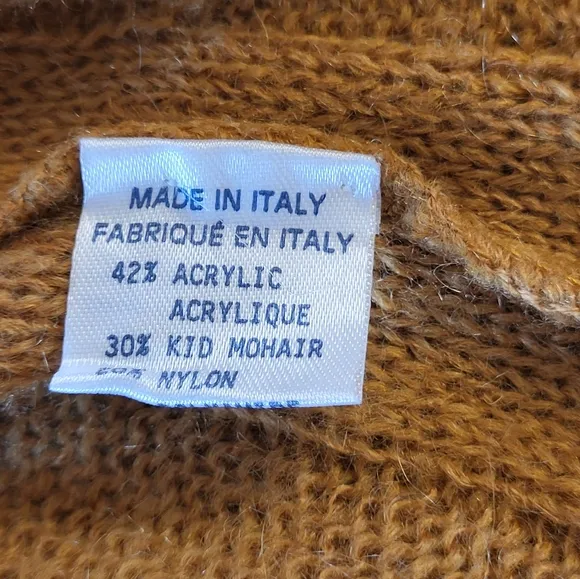 MADE IN ITALY
FABRIQUÉ EN ITALY
42% ACRYLIC
ACRYLIQUE
30% KID MOHAIR
NYLON